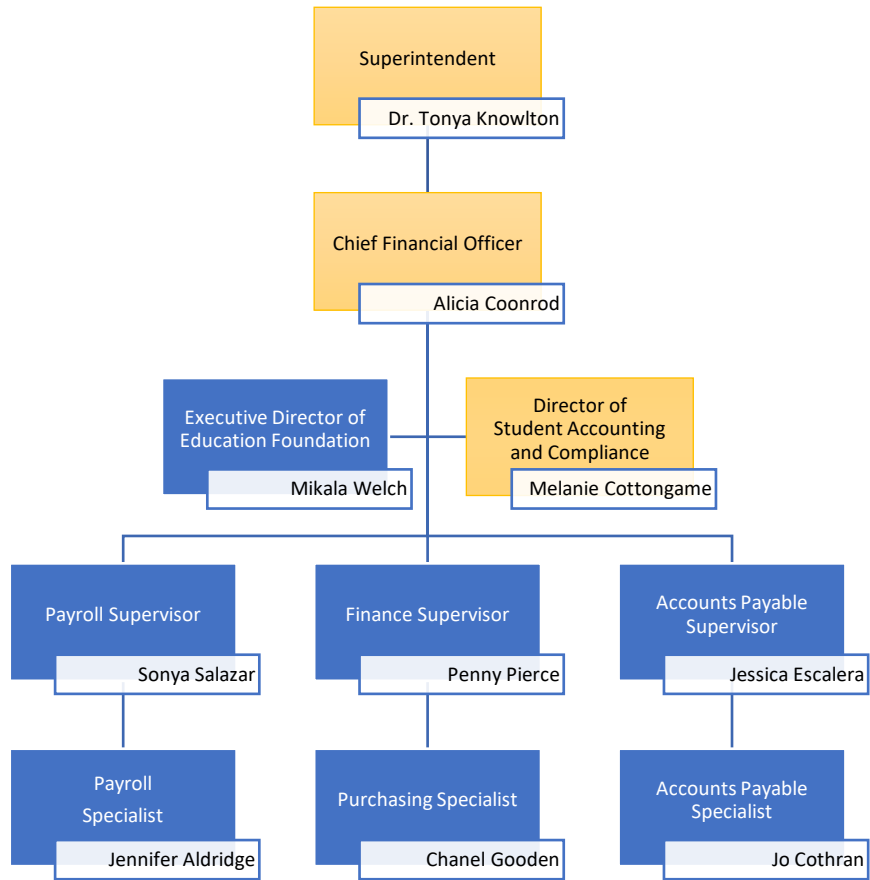 Superintendent
Dr. Tonya Knowlton
Chief Financial Officer
Alicia Coonrod
Executive Director of
Education Foundation
Mikala Welch
Director of
Student Accounting
and Compliance
Melanie Cottongame
Payroll Supervisor
Sonya Salazar
Finance Supervisor
Penny Pierce
Accounts Payable
Supervisor
Jessica Escalera
Payroll
Specialist
Jennifer Aldridge
Purchasing Specialist
Chanel Gooden
Accounts Payable
Specialist
Jo Cothran